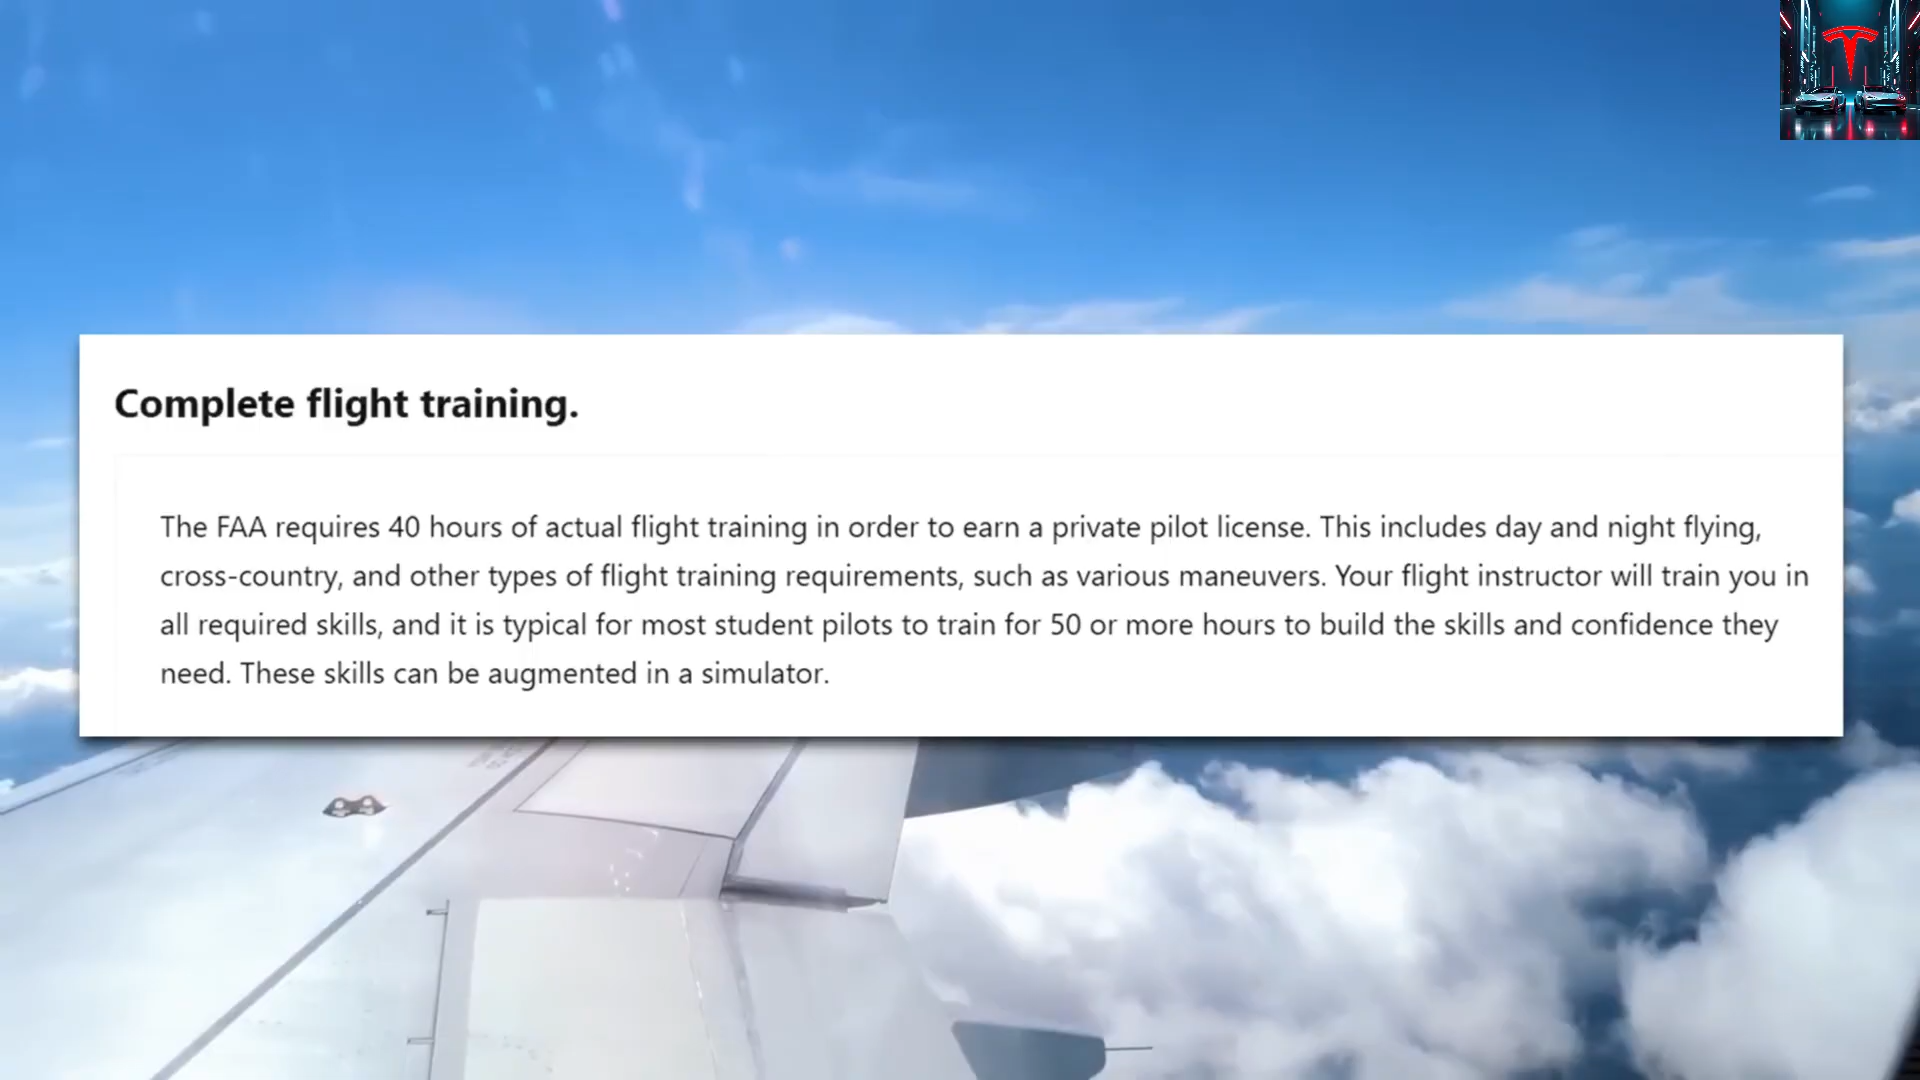 Complete flight training.
The FAA requires 40 hours of actual flight training in order to earn a private pilot license. This includes day and night flying,
cross-country, and other types of flight training requirements, such as various maneuvers. Your flight instructor will train you in
all required skills, and it is typical for most student pilots to train for 50 or more hours to build the skills and confidence they
need. These skills can be augmented in a simulator.